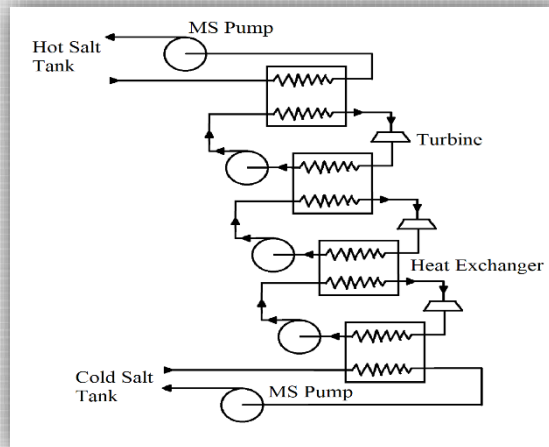 MS Pump
Hot Salt
Tank
Turbine
Heat Exchanger
Cold Salt
Tank
MS Pump